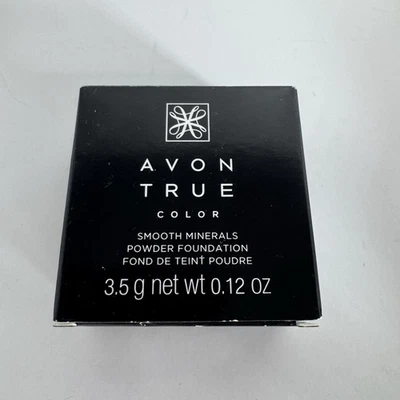 AVON
TRUE
COLOR
SMOOTH MINERALS
POWDER FOUNDATION
FOND DE TEINT POUDRE
3.5 g net wt 0.12 oz